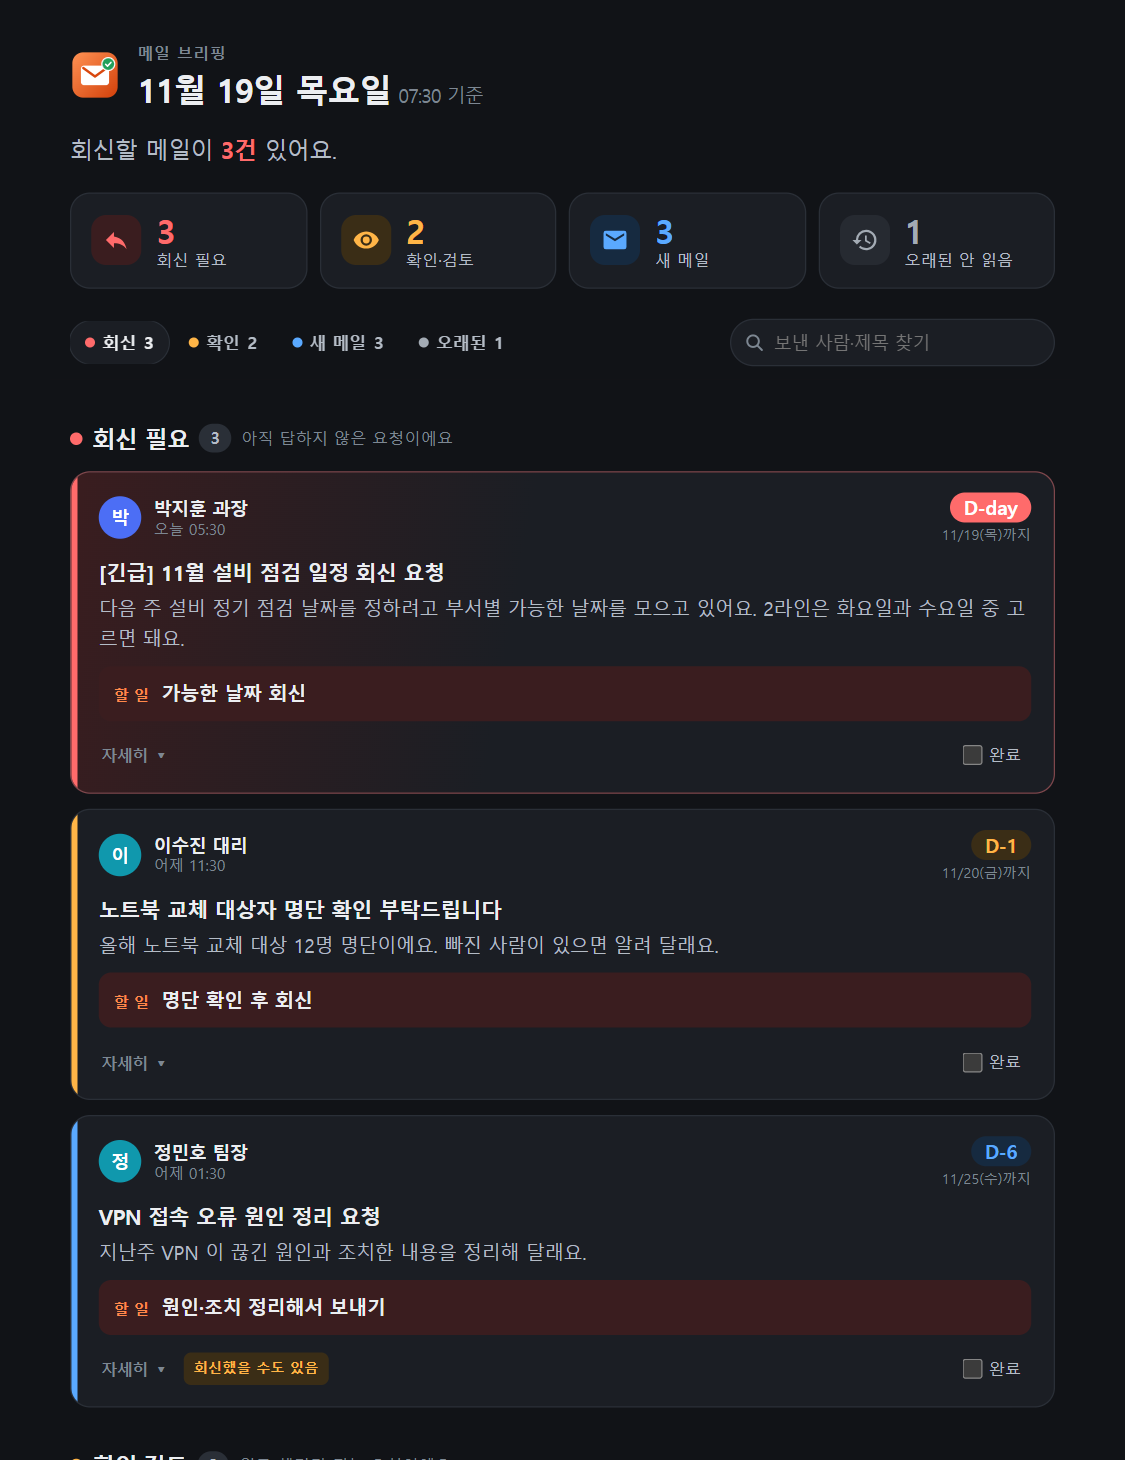 메일 브리핑
11월 19일 목요일 07:30 기준
회신할 메일이 3건 있어요.
3
회신 필요
2
확인·검토
3
새 메일
1
오래된 안 읽음
회신 3
확인 2
새 메일 3
오래된 1
보낸 사람·제목 찾기
회신 필요 3 아직 답하지 않은 요청이에요
박
박지훈 과장
오늘 05:30
D-day
11/19(목)까지
[긴급] 11월 설비 점검 일정 회신 요청
다음 주 설비 정기 점검 날짜를 정하려고 부서별 가능한 날짜를 모으고 있어요. 2라인은 화요일과 수요일 중 고
르면 돼요.
할 일 가능한 날짜 회신
자세히 ▼
완료
이
이수진 대리
어제 11:30
D-1
11/20(금)까지
노트북 교체 대상자 명단 확인 부탁드립니다
올해 노트북 교체 대상 12명 명단이에요. 빠진 사람이 있으면 알려 달래요.
할 일 명단 확인 후 회신
자세히 ▼
완료
정
정민호 팀장
어제 01:30
D-6
11/25(수)까지
VPN 접속 오류 원인 정리 요청
지난주 VPN 이 끊긴 원인과 조치한 내용을 정리해 달래요.
할 일 원인·조치 정리해서 보내기
자세히 ▼
회신했을 수도 있음
완료